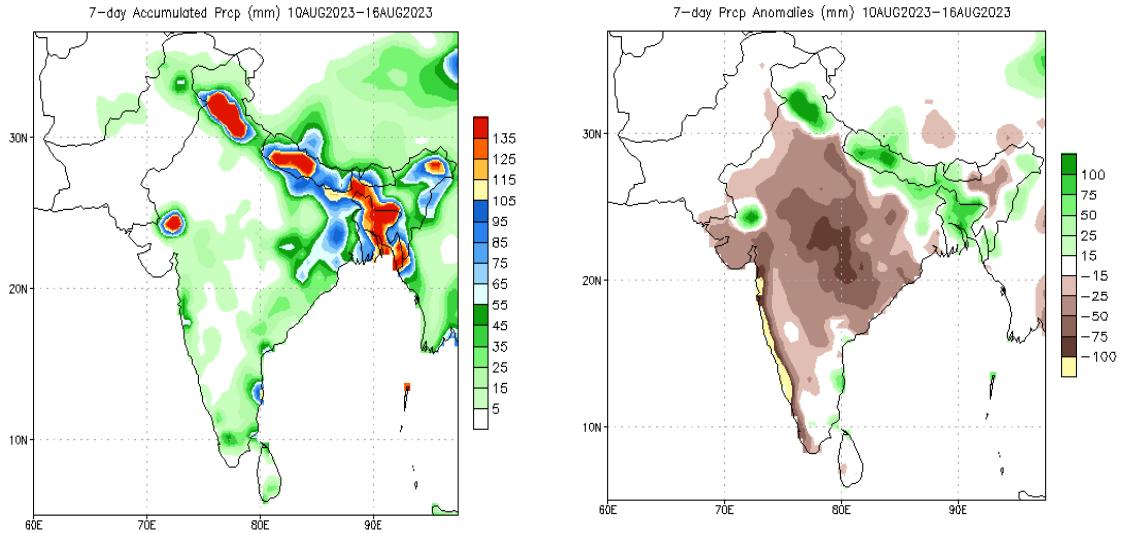 7-day Accumulated Prcp (mm) 10AUG2023-16AUG2023
30N
20N
10N
60E
70E
80E
90E
135
125
115
105
95
85
75
65
55
45
35
25
15
5
7-day Prcp Anomalies (mm) 10AUG2023-16AUG2023
30N
20N
10N
60E
70E
80E
90E
100
75
50
25
15
-15
-25
-50
-75
-100